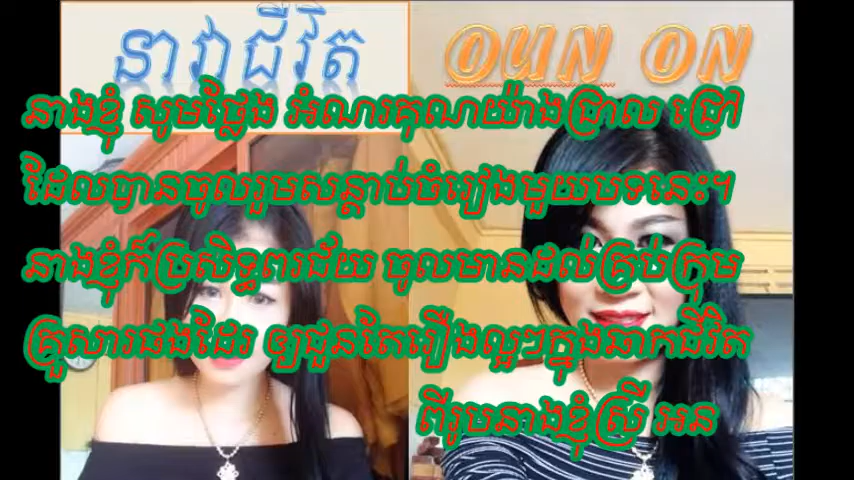 នាវាជីវិត
OUN ON
នាងខ្ញុំ សូមថ្លែង អំណរគុណយ៉ាងជ្រាល ជ្រៅ
ដែលបានចូលរួមសន្តាប់ចំរៀងមួយបទនេះ។
នាងខ្ញុំក៏ប្រសិទ្ធពរជ័យ ចូលមានដល់គ្រប់ក្រុម
គ្រួសារផងដែរ ឲ្យជួនតែរឿងល្អៗក្នុងឆាកជីវិត
ពីរូបនាងខ្ញុំស្រី អន